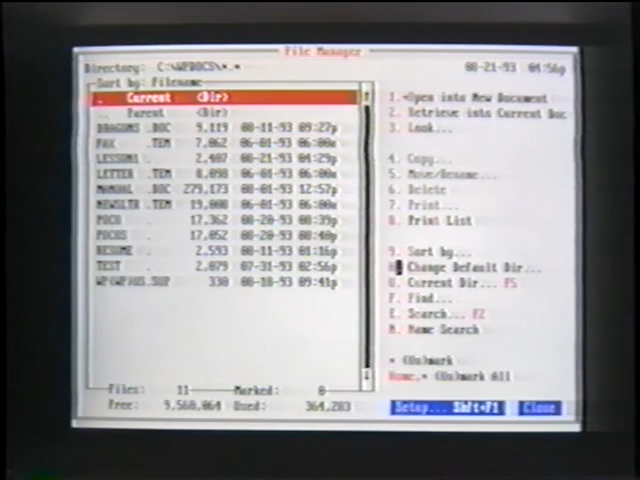 File Manager
Directory: C:\WPDOCS\*.* 08-21-93 04:56p
Sort by: Filename
. Current <Dir>
.. Parent <Dir>
DRAGONS .DOC 9,119 08-11-93 09:27p
FAX .TEM 7,062 06-01-93 06:00a
LESSON1 . 2,407 08-21-93 04:29p
LETTER .TEM 8,098 06-01-93 06:00a
MANUAL .DOC 279,173 06-01-93 12:57p
NEWSLTR .TEM 19,008 06-01-93 06:00a
POCO . 17,362 08-20-93 08:39p
POCUS . 17,052 08-20-93 08:40p
RESUME . 2,593 08-11-93 01:16p
TEST . 2,079 07-31-93 02:56p
WP{WP}US.SUP 330 08-18-93 09:41p
Files: 11 Marked: 0
Free: 9,560,064 Used: 364,283
1. Open into New Document
2. Retrieve into Current Doc
3. Look...
4. Copy...
5. Move/Rename...
6. Delete
7. Print...
8. Print List
9. Sort by...
Change Default Dir...
Current Dir... F5
F. Find...
E. Search... F2
N. Name Search
* (Un)mark
Home,* (Un)mark All
Setup... Shft+F1 Close